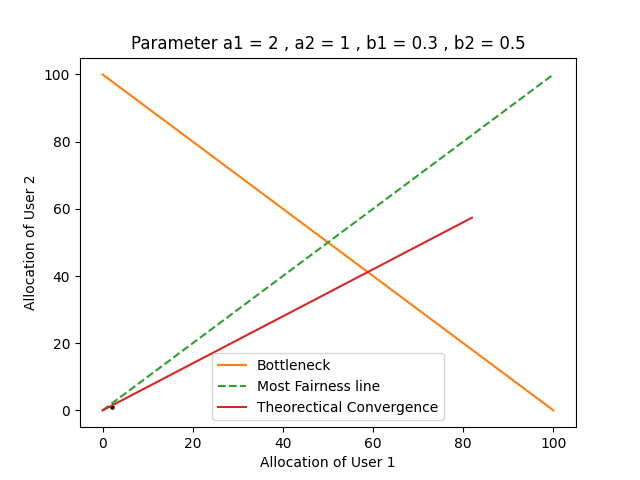 Parameter a1 = 2 , a2 = 1 , b1 = 0.3 , b2 = 0.5
100
80
60
40
20
0
Allocation of User 2
Bottleneck
Most Fairness line
Theorectical Convergence
0 20 40 60 80 100
Allocation of User 1